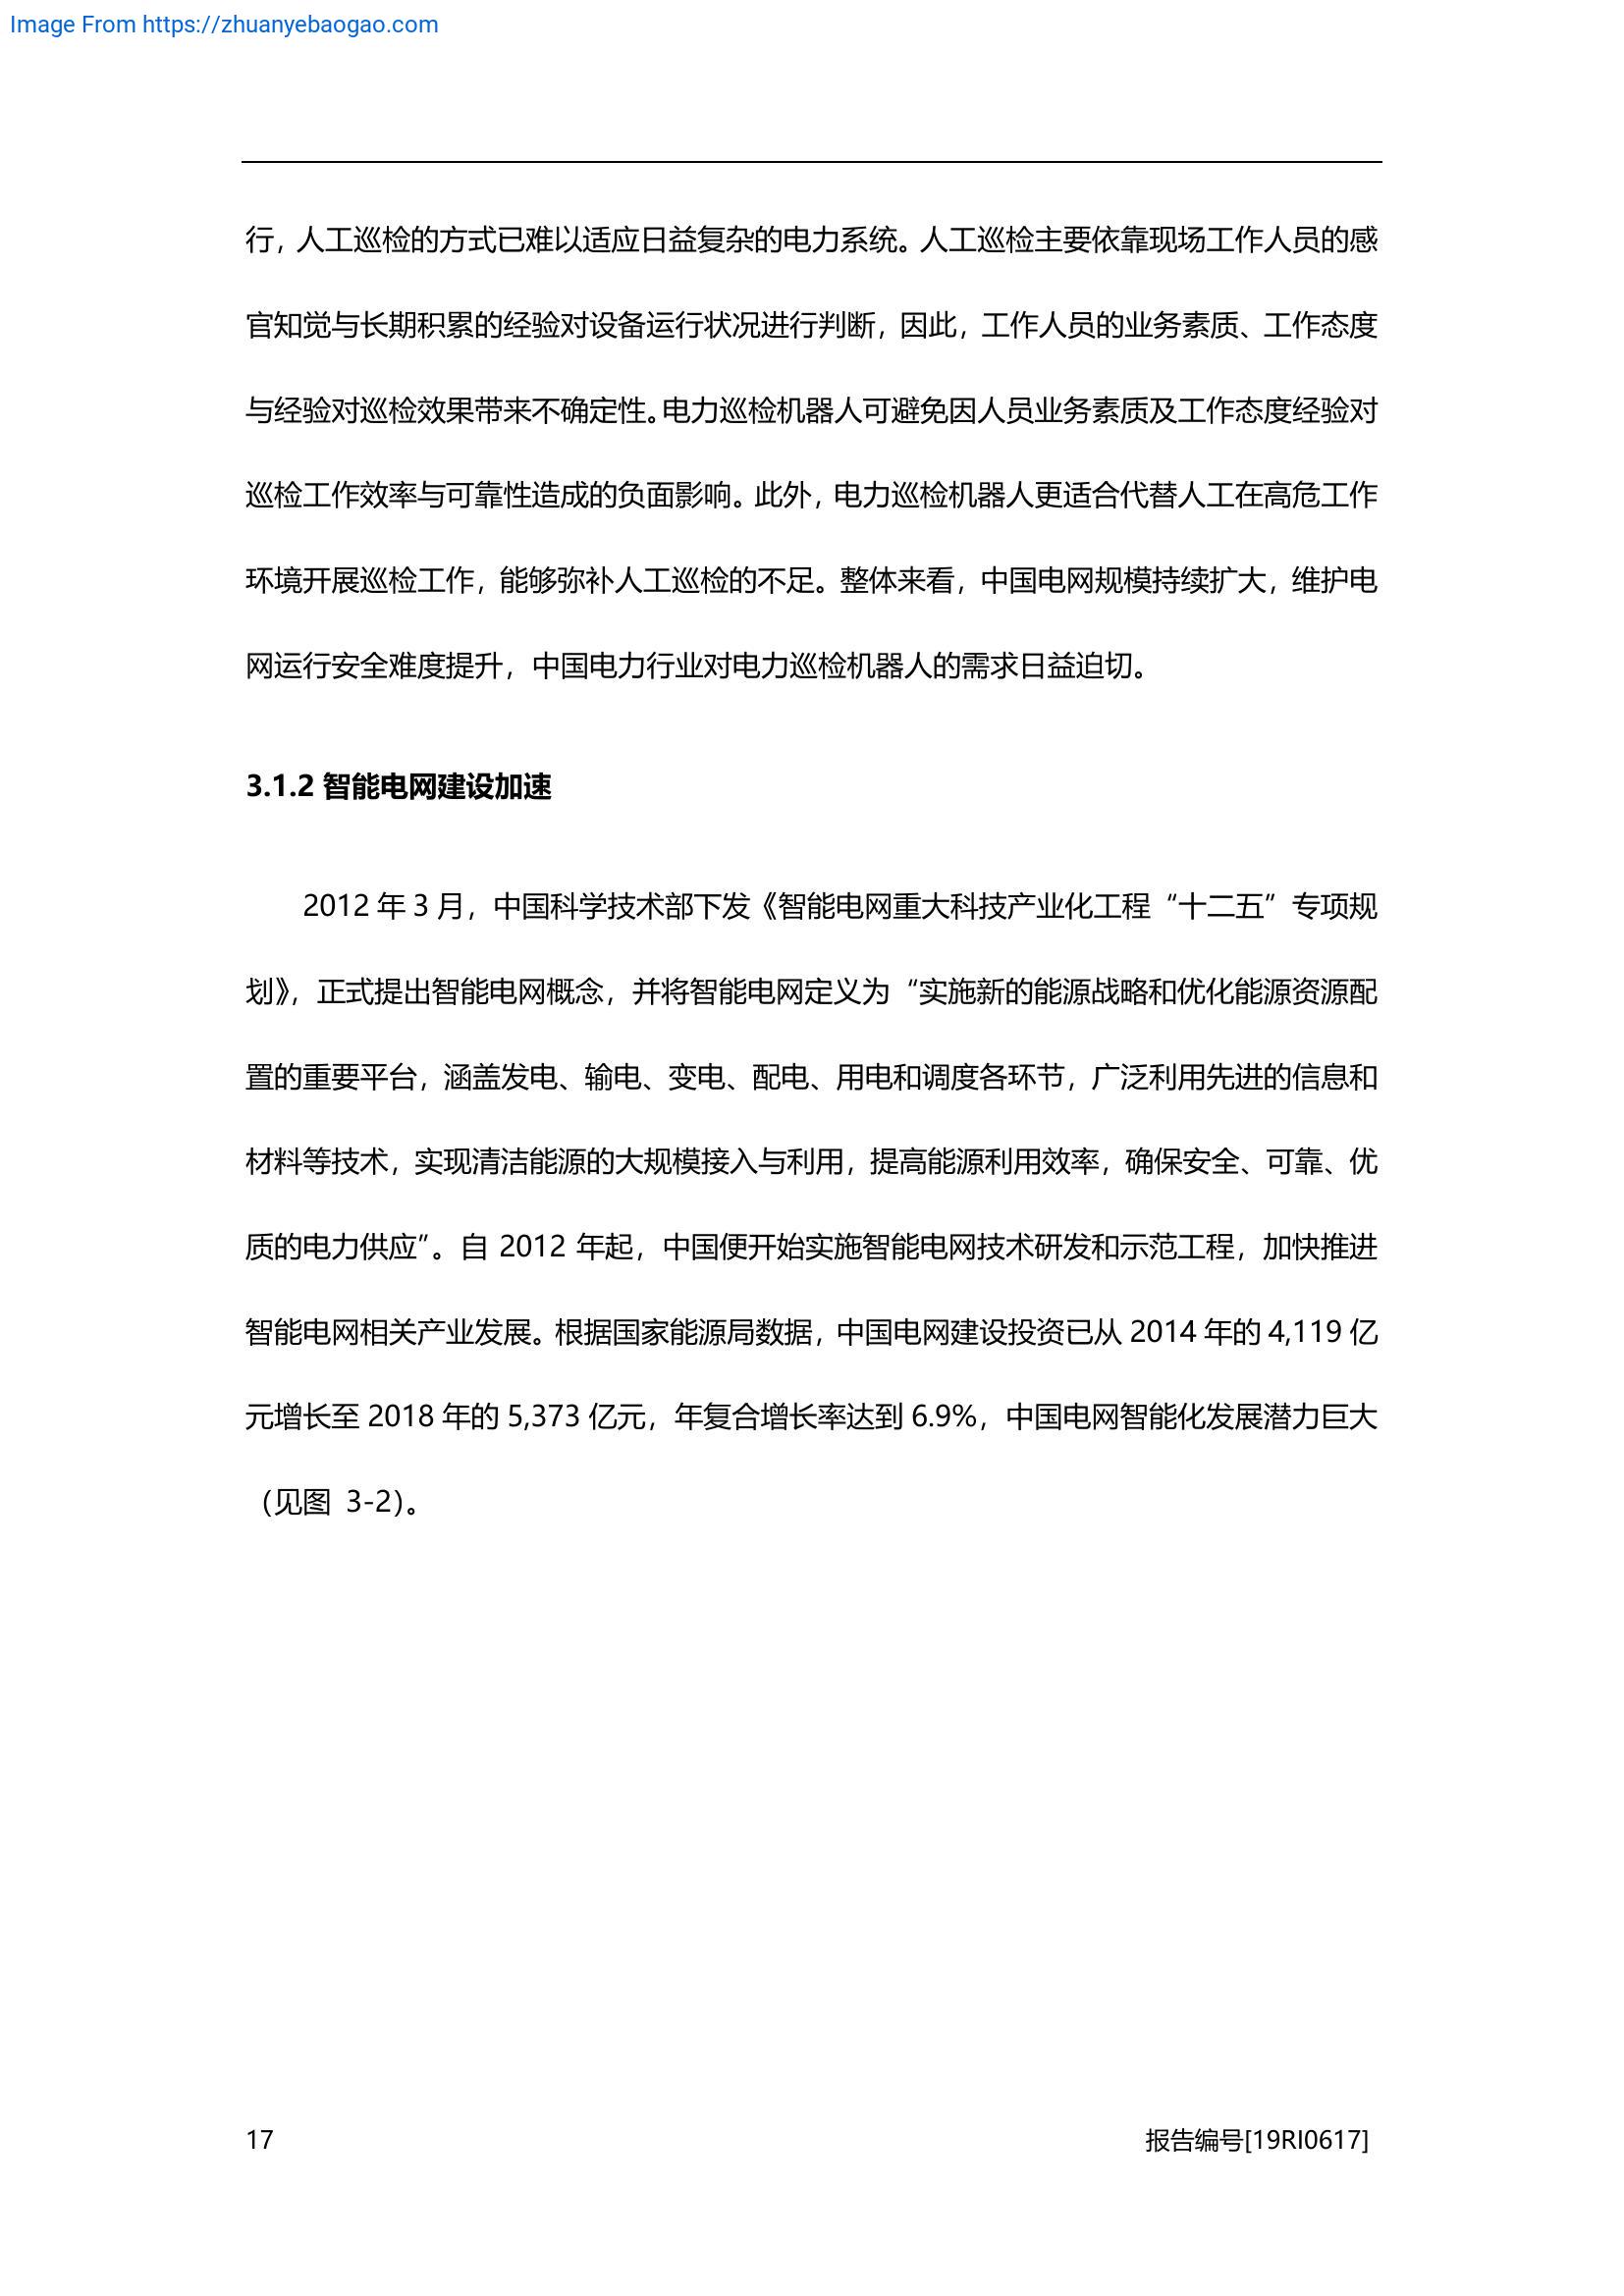 Image From https://zhuanyebaogao.com
行，人工巡检的方式已难以适应日益复杂的电力系统。人工巡检主要依靠现场工作人员的感
官知觉与长期积累的经验对设备运行状况进行判断，因此，工作人员的业务素质、工作态度
与经验对巡检效果带来不确定性。电力巡检机器人可避免因人员业务素质及工作态度经验对
巡检工作效率与可靠性造成的负面影响。此外，电力巡检机器人更适合代替人工在高危工作
环境开展巡检工作，能够弥补人工巡检的不足。整体来看，中国电网规模持续扩大，维护电
网运行安全难度提升，中国电力行业对电力巡检机器人的需求日益迫切。
3.1.2 智能电网建设加速
2012 年 3 月，中国科学技术部下发《智能电网重大科技产业化工程“十二五”专项规
划》，正式提出智能电网概念，并将智能电网定义为“实施新的能源战略和优化能源资源配
置的重要平台，涵盖发电、输电、变电、配电、用电和调度各环节，广泛利用先进的信息和
材料等技术，实现清洁能源的大规模接入与利用，提高能源利用效率，确保安全、可靠、优
质的电力供应”。自 2012 年起，中国便开始实施智能电网技术研发和示范工程，加快推进
智能电网相关产业发展。根据国家能源局数据，中国电网建设投资已从 2014 年的 4,119 亿
元增长至 2018 年的 5,373 亿元，年复合增长率达到 6.9%，中国电网智能化发展潜力巨大
（见图 3-2）。
17
报告编号[19RI0617]